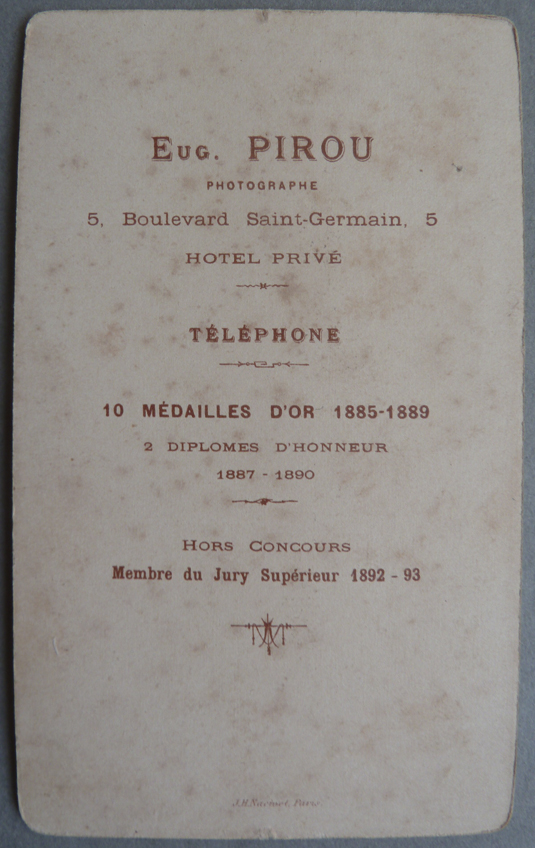 EUG. PIROU
PHOTOGRAPHE
5, Boulevard Saint-Germain, 5
HOTEL PRIVÉ
TÉLÉPHONE
10 MÉDAILLES D'OR 1885-1889
2 DIPLOMES D'HONNEUR
1887 - 1890
HORS CONCOURS
Membre du Jury Supérieur 1892 - 93
Paris